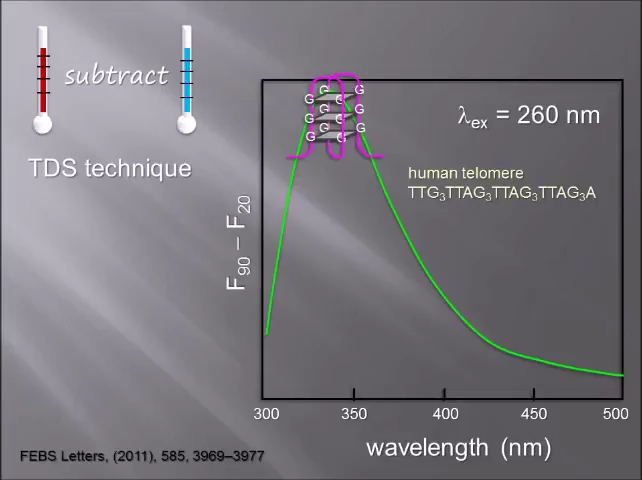 subtract
TDS technique
λex = 260 nm
human telomere
TTG3TTAG3TTAG3TTAG3A
G G
G G
G G
G G
G G
G G
F90 – F20
300 350 400 450 500
wavelength (nm)
FEBS Letters, (2011), 585, 3969–3977